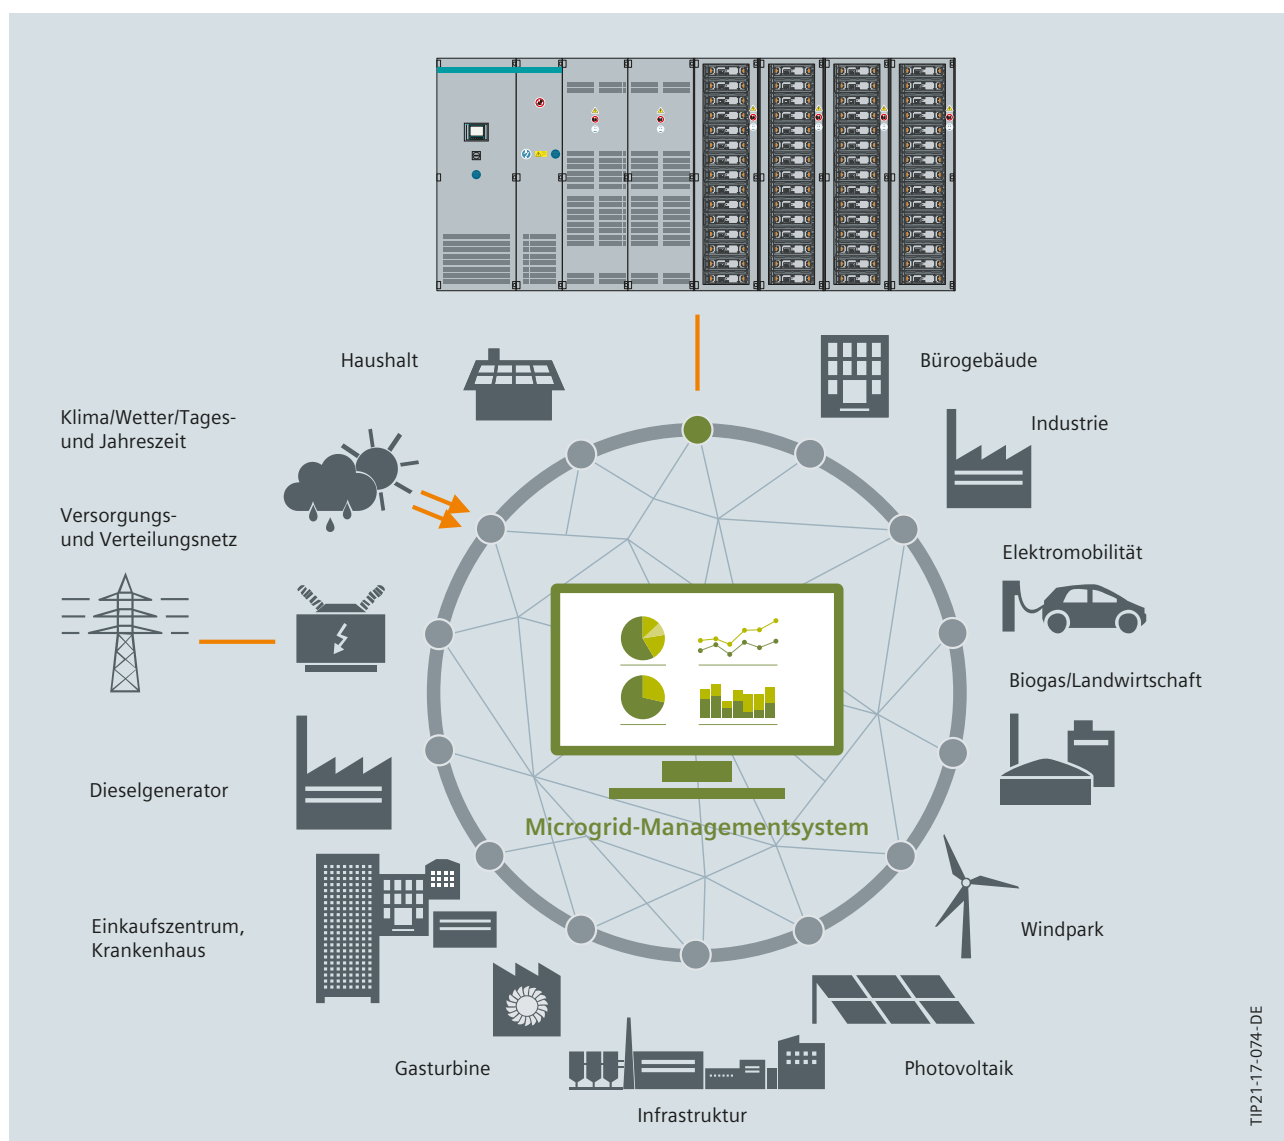 Haushalt
Bürogebäude
Klima/Wetter/Tages-
und Jahreszeit
Industrie
Versorgungs-
und Verteilungsnetz
Elektromobilität
Biogas/Landwirtschaft
Dieselgenerator
Microgrid-Managementsystem
Einkaufszentrum,
Krankenhaus
Windpark
Gasturbine
Photovoltaik
Infrastruktur
TIP21-17-074-DE